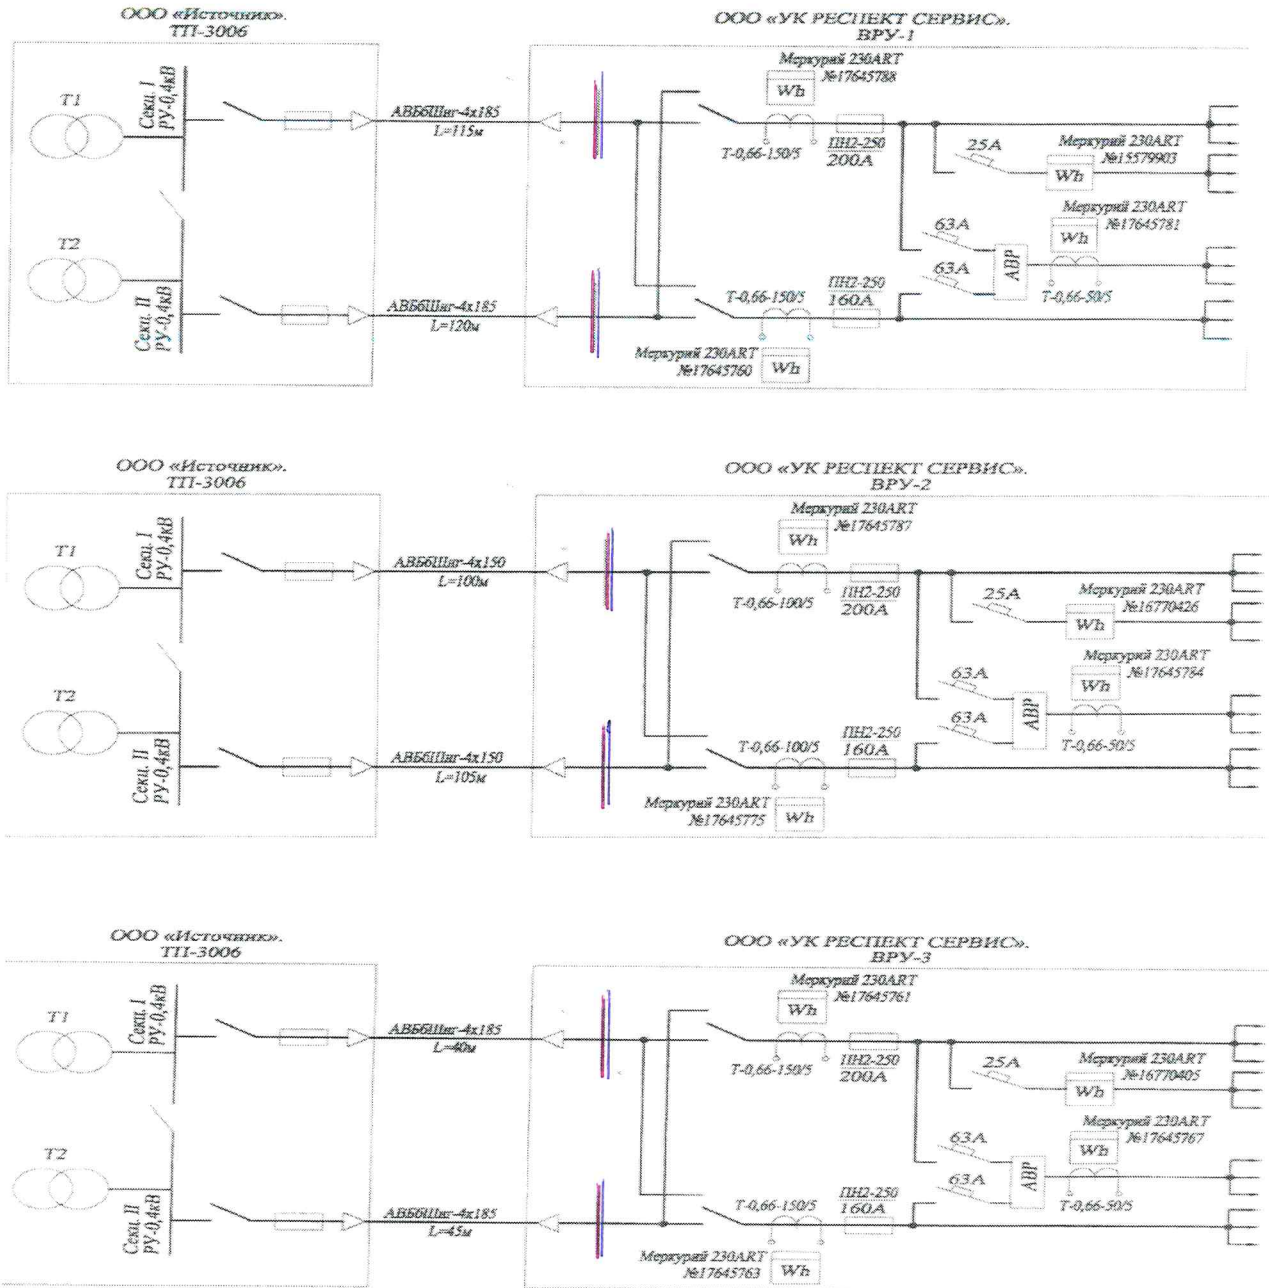 ООО «Источник».
ТП-3006
ООО «УК РЕСПЕКТ СЕРВИС».
ВРУ-1
Т1
Секц. I
РУ-0,4кВ
АВБбШнг-4х185
L=115м
Меркурий 230ART
№17645788
Wh
Т-0,66-150/5
ПН2-250
200А
25А
Меркурий 230ART
№15579903
Wh
Т2
Секц. II
РУ-0,4кВ
АВБбШнг-4х185
L=120м
Меркурий 230ART
№17645781
Wh
63А
63А
АВР
Т-0,66-50/5
Т-0,66-150/5
ПН2-250
160А
Меркурий 230ART
№17645760
Wh
ООО «Источник».
ТП-3006
ООО «УК РЕСПЕКТ СЕРВИС».
ВРУ-2
Т1
Секц. I
РУ-0,4кВ
АВБбШнг-4х150
L=100м
Меркурий 230ART
№17645787
Wh
Т-0,66-100/5
ПН2-250
200А
25А
Меркурий 230ART
№16770426
Wh
Т2
Секц. II
РУ-0,4кВ
АВБбШнг-4х150
L=105м
Меркурий 230ART
№17645784
Wh
63А
63А
АВР
Т-0,66-50/5
Т-0,66-100/5
ПН2-250
160А
Меркурий 230ART
№17645775
Wh
ООО «Источник».
ТП-3006
ООО «УК РЕСПЕКТ СЕРВИС».
ВРУ-3
Т1
Секц. I
РУ-0,4кВ
АВБбШнг-4х185
L=40м
Меркурий 230ART
№17645761
Wh
Т-0,66-150/5
ПН2-250
200А
25А
Меркурий 230ART
№16770405
Wh
Т2
Секц. II
РУ-0,4кВ
АВБбШнг-4х185
L=45м
Меркурий 230ART
№17645767
Wh
63А
63А
АВР
Т-0,66-50/5
Т-0,66-150/5
ПН2-250
160А
Меркурий 230ART
№17645763
Wh